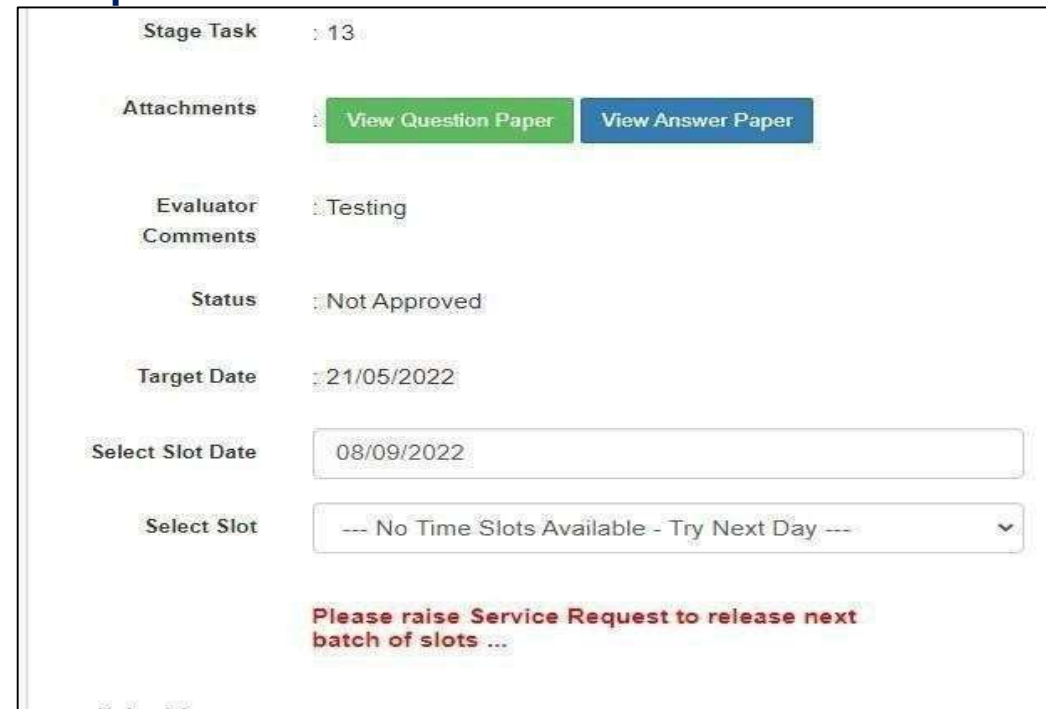 Stage Task : 13
Attachments : View Question Paper View Answer Paper
Evaluator : Testing
Comments
Status : Not Approved
Target Date : 21/05/2022
Select Slot Date 08/09/2022
Select Slot --- No Time Slots Available - Try Next Day ---
Please raise Service Request to release next
batch of slots ...